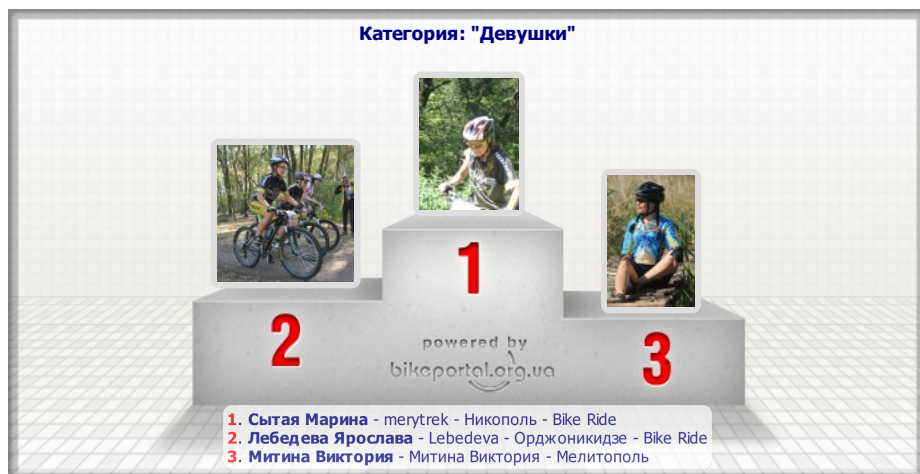 Категория: "Девушки"
1
2
3
powered by
bikeportal.org.ua
1. Сытая Марина - merytrek - Никополь - Bike Ride
2. Лебедева Ярослава - Lebedeva - Орджоникидзе - Bike Ride
3. Митина Виктория - Митина Виктория - Мелитополь